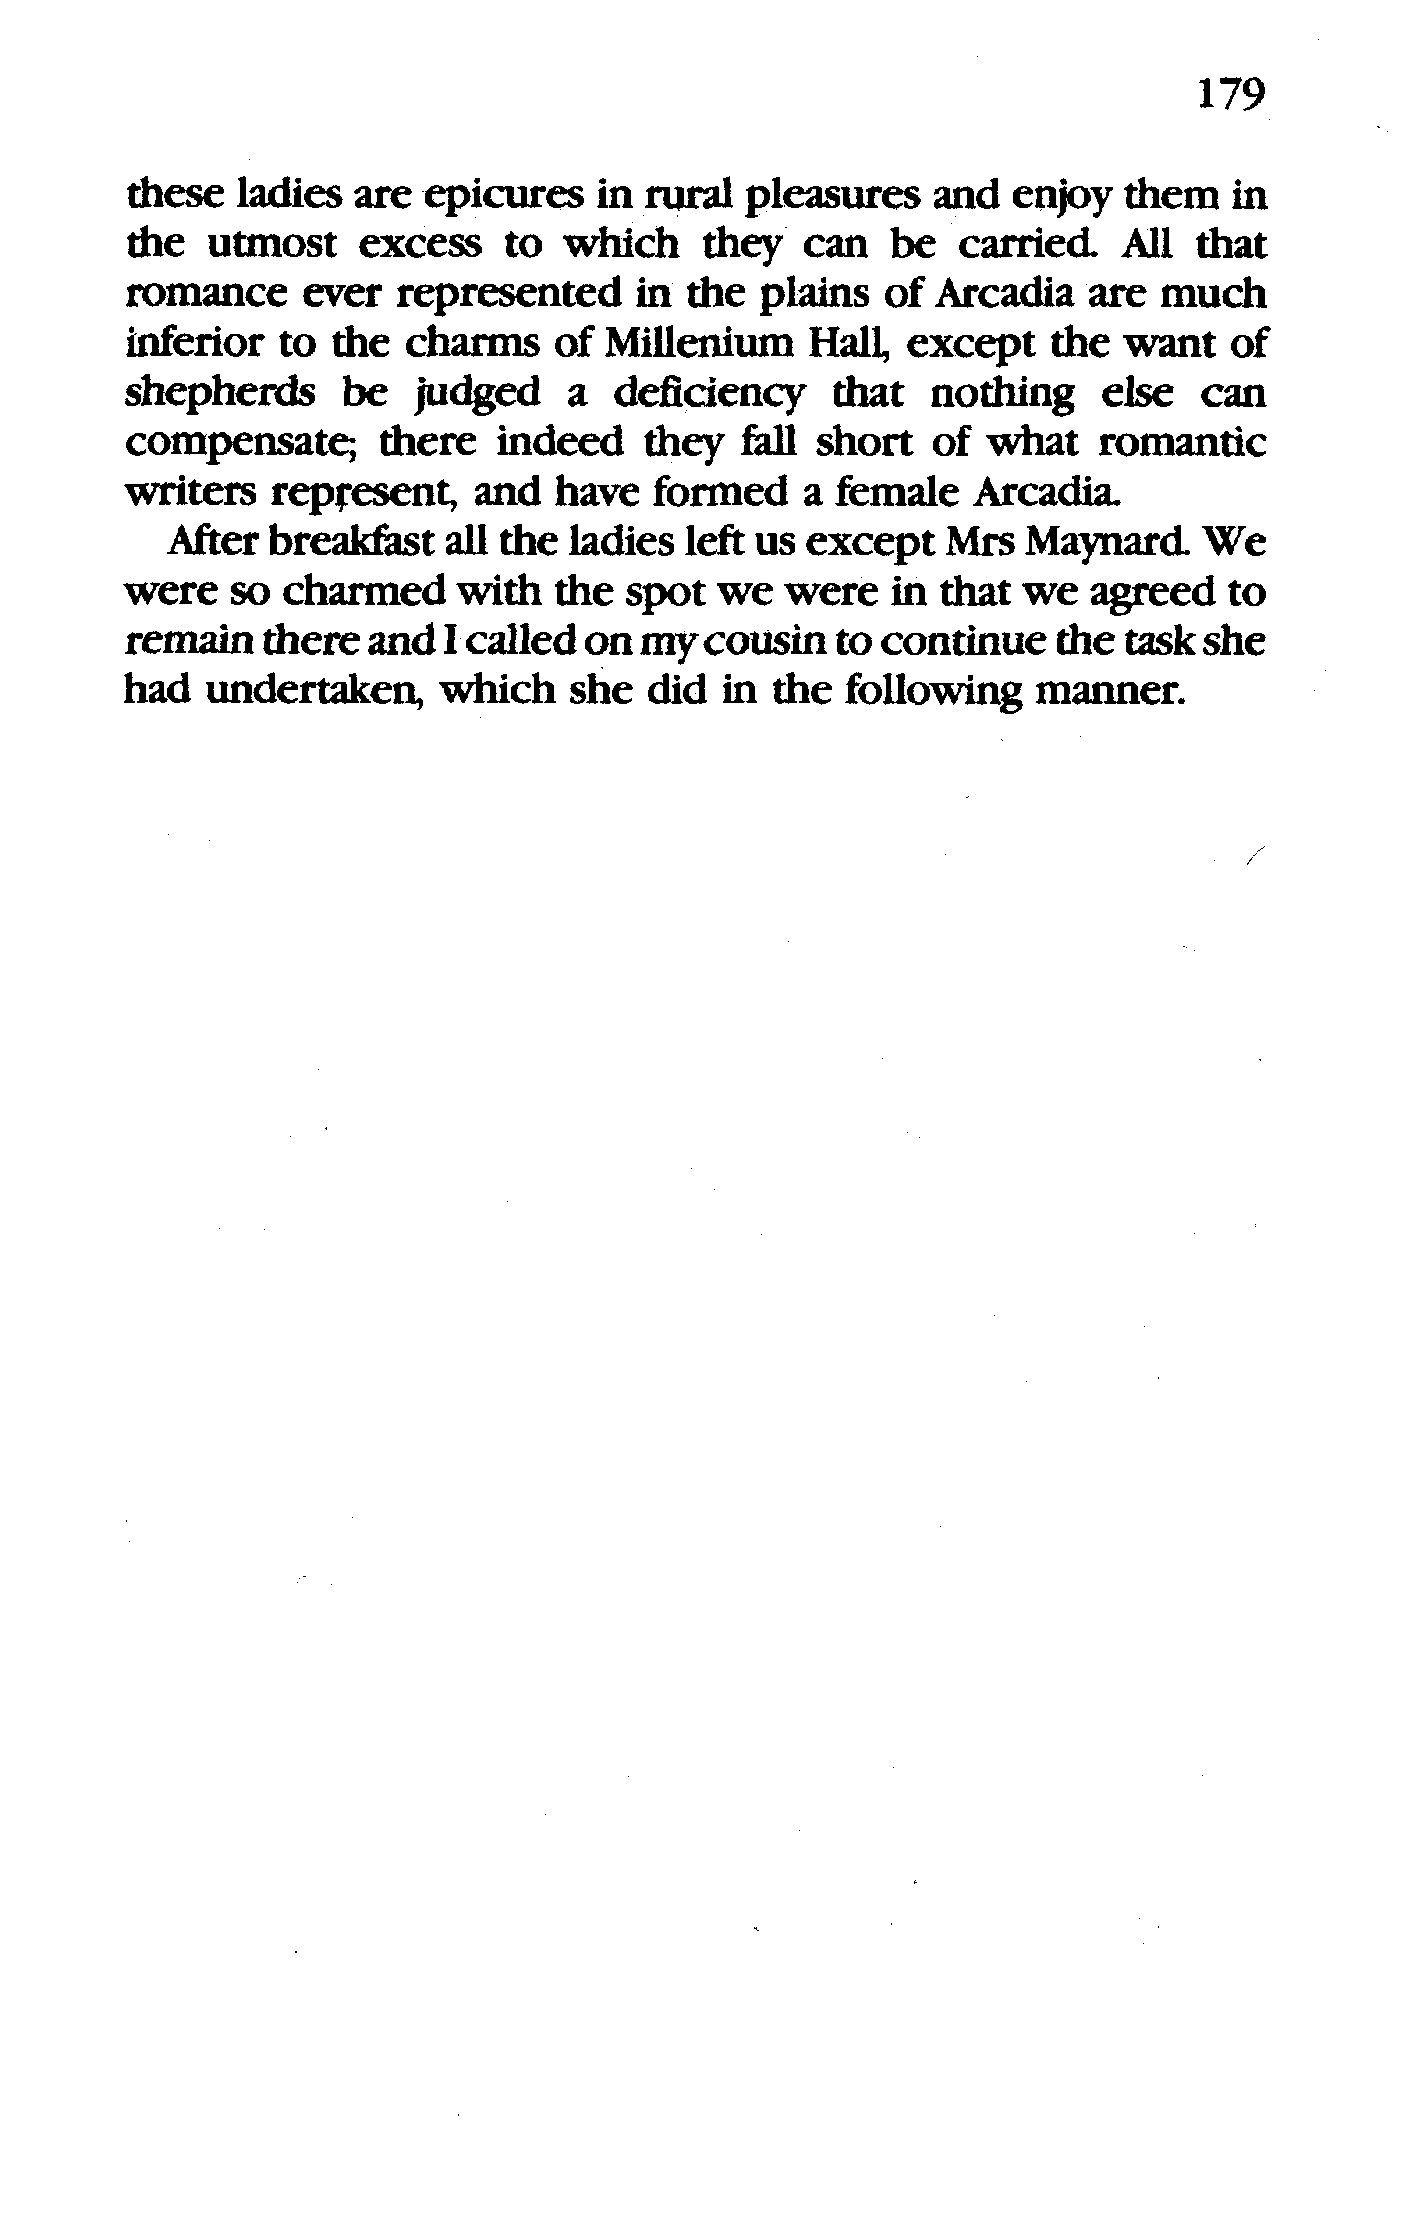 179
these ladies are epicures in rural pleasures and enjoy them in
the utmost excess to which they can be carried. All that
romance ever represented in the plains of Arcadia are much
inferior to the charms of Millenium Hall, except the want of
shepherds be judged a deficiency that nothing else can
compensate; there indeed they fall short of what romantic
writers represent, and have formed a female Arcadia.
After breakfast all the ladies left us except Mrs Maynard. We
were so charmed with the spot we were in that we agreed to
remain there and I called on my cousin to continue the task she
had undertaken, which she did in the following manner.